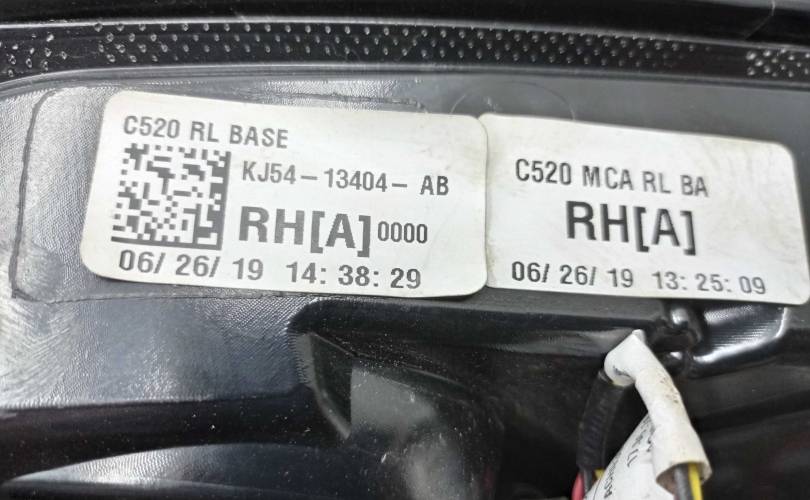 C520 RL BASE
KJ54-13404- AB
RH[A] 0000
06/ 26/ 19 14: 38: 29
C520 MCA RL BA
RH[A]
06/ 26/ 19 13: 25: 09